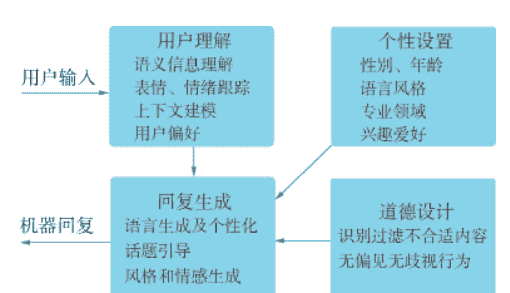 用户输入
用户理解
语义信息理解
表情、情绪跟踪
上下文建模
用户偏好
个性设置
性别、年龄
语言风格
专业领域
兴趣爱好
机器回复
回复生成
语言生成及个性化
话题引导
风格和情感生成
道德设计
识别过滤不合适内容
无偏见无歧视行为